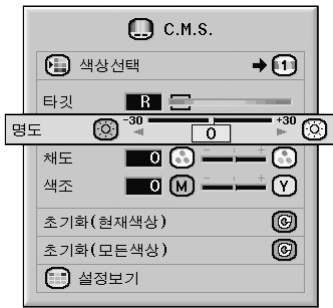 C.M.S.
색상선택 1
타깃 R
명도 -30 0 +30
채도 0 - +
색조 0 M - + Y
초기화(현재색상)
초기화(모든색상)
설정보기